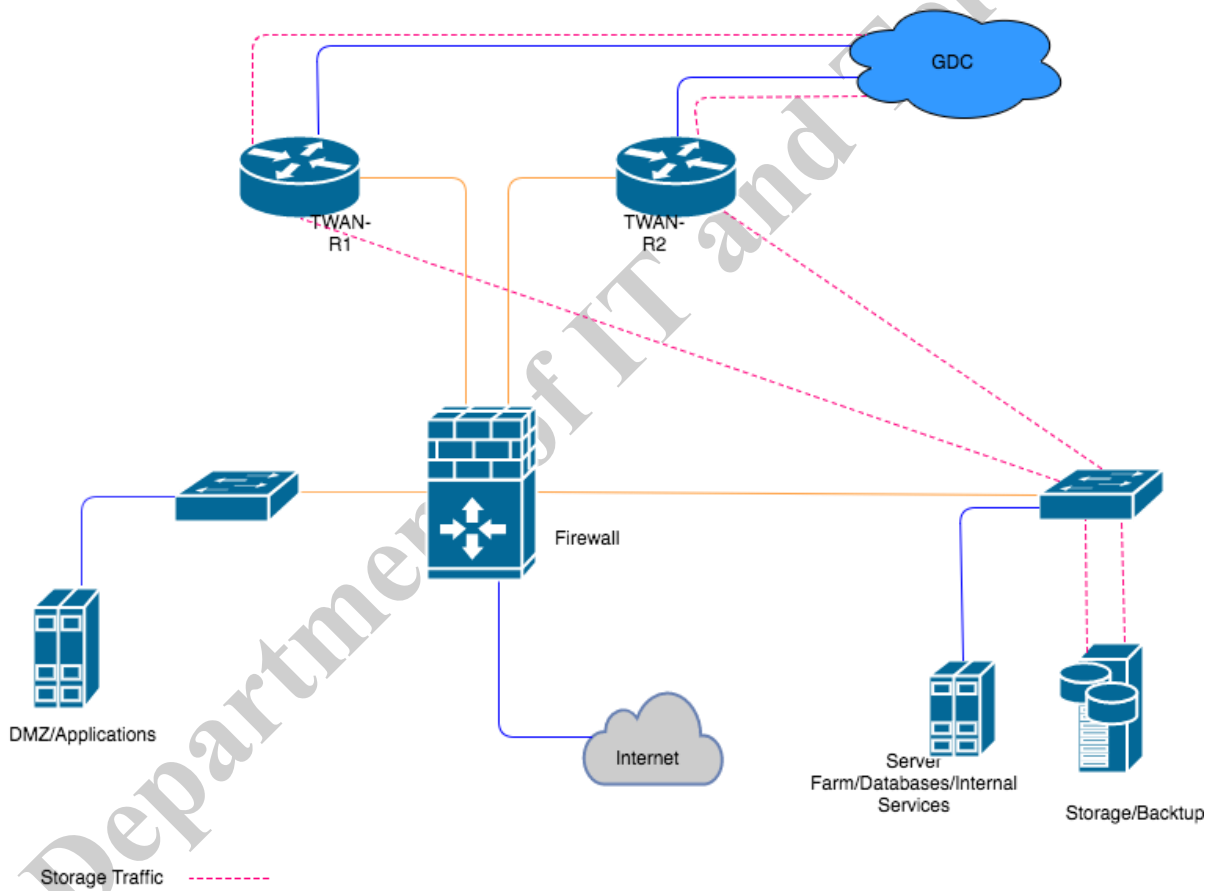 GDC
TWAN-
R1
TWAN-
R2
Firewall
DMZ/Applications
Internet
Server
Farm/Databases/Internal
Services
Storage/Backtup
Storage Traffic
Department of IT and